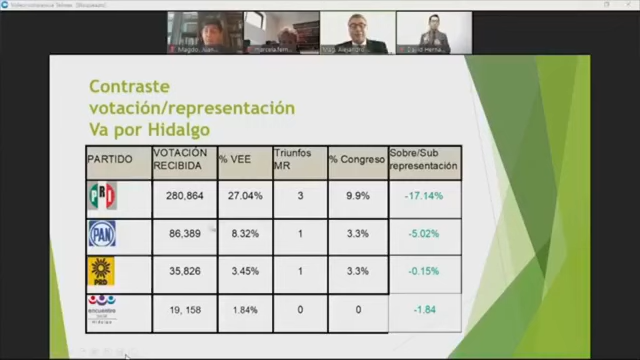 Contraste
votación/representación
Va por Hidalgo
PARTIDO VOTACIÓN RECIBIDA % VEE Triunfos MR % Congreso Sobre/Sub representación
PRI 280,864 27.04% 3 9.9% -17.14%
PAN 86,389 8.32% 1 3.3% -5.02%
PRD 35,826 3.45% 1 3.3% -0.15%
encuentro Hidalgo 19, 158 1.84% 0 0 -1.84